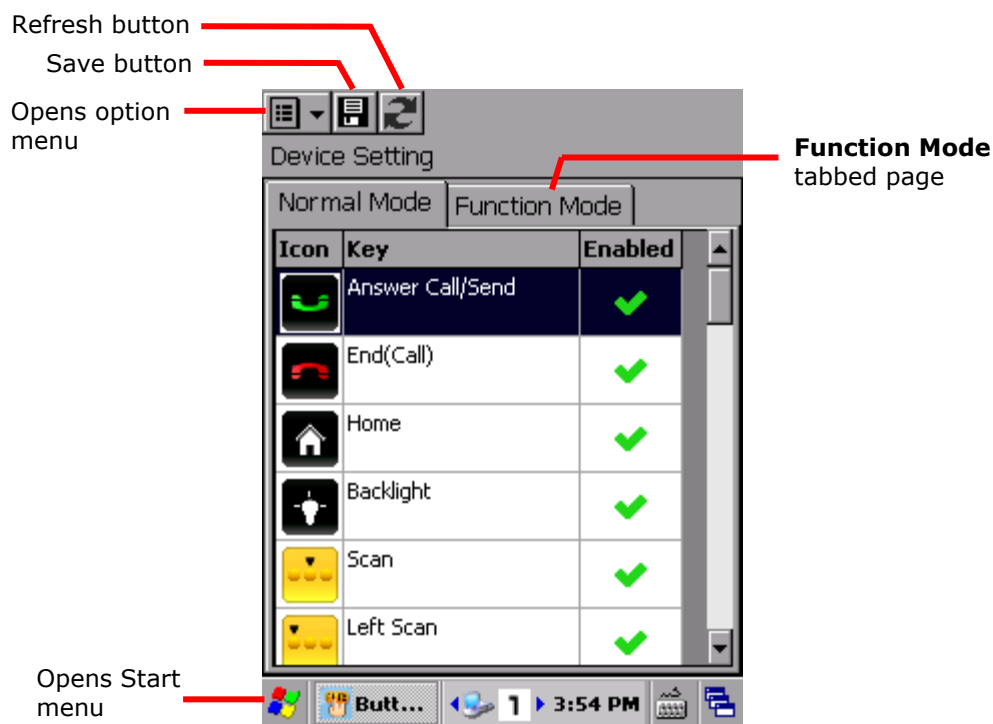 Refresh button
Save button
Opens option
menu
Device Setting
Function Mode
tabbed page
Normal Mode Function Mode
Icon Key Enabled
Answer Call/Send
End(Call)
Home
Backlight
Scan
Left Scan
Opens Start
menu
Butt... 1 3:54 PM